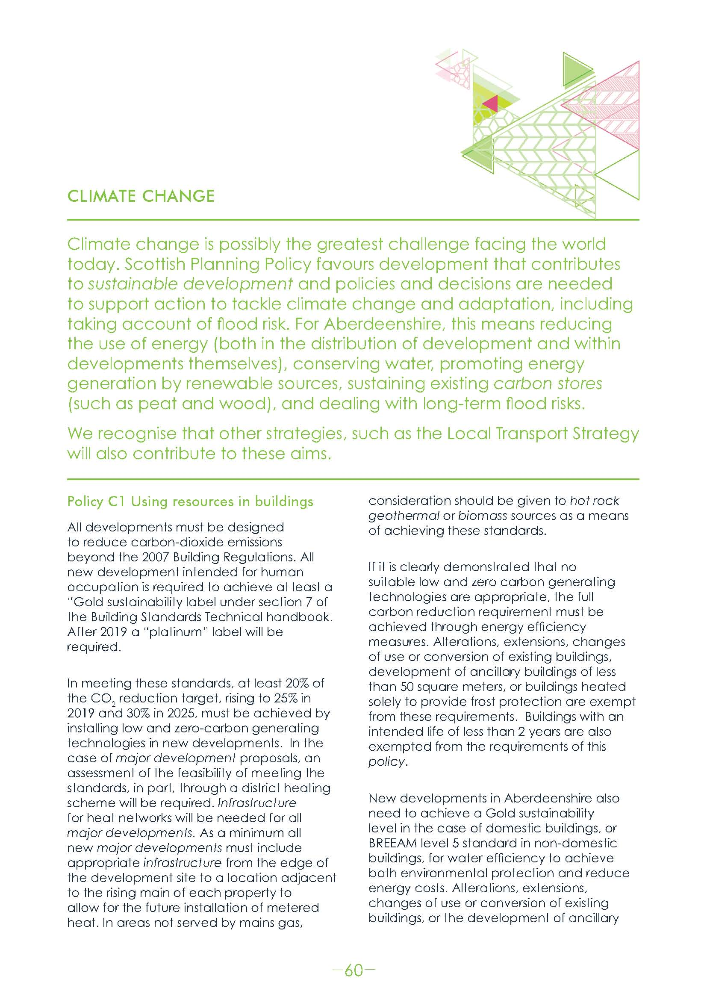 CLIMATE CHANGE
Climate change is possibly the greatest challenge facing the world
today. Scottish Planning Policy favours development that contributes
to sustainable development and policies and decisions are needed
to support action to tackle climate change and adaptation, including
taking account of flood risk. For Aberdeenshire, this means reducing
the use of energy (both in the distribution of development and within
developments themselves), conserving water, promoting energy
generation by renewable sources, sustaining existing carbon stores
(such as peat and wood), and dealing with long-term flood risks.
We recognise that other strategies, such as the Local Transport Strategy
will also contribute to these aims.
Policy C1 Using resources in buildings
All developments must be designed
to reduce carbon-dioxide emissions
beyond the 2007 Building Regulations. All
new development intended for human
occupation is required to achieve at least a
“Gold sustainability label under section 7 of
the Building Standards Technical handbook.
After 2019 a “platinum” label will be
required.
In meeting these standards, at least 20% of
the CO₂ reduction target, rising to 25% in
2019 and 30% in 2025, must be achieved by
installing low and zero-carbon generating
technologies in new developments.  In the
case of major development proposals, an
assessment of the feasibility of meeting the
standards, in part, through a district heating
scheme will be required. Infrastructure
for heat networks will be needed for all
major developments. As a minimum all
new major developments must include
appropriate infrastructure from the edge of
the development site to a location adjacent
to the rising main of each property to
allow for the future installation of metered
heat. In areas not served by mains gas,
consideration should be given to hot rock
geothermal or biomass sources as a means
of achieving these standards.
If it is clearly demonstrated that no
suitable low and zero carbon generating
technologies are appropriate, the full
carbon reduction requirement must be
achieved through energy efficiency
measures. Alterations, extensions, changes
of use or conversion of existing buildings,
development of ancillary buildings of less
than 50 square meters, or buildings heated
solely to provide frost protection are exempt
from these requirements.  Buildings with an
intended life of less than 2 years are also
exempted from the requirements of this
policy.
New developments in Aberdeenshire also
need to achieve a Gold sustainability
level in the case of domestic buildings, or
BREEAM level 5 standard in non-domestic
buildings, for water efficiency to achieve
both environmental protection and reduce
energy costs. Alterations, extensions,
changes of use or conversion of existing
buildings, or the development of ancillary
—60—